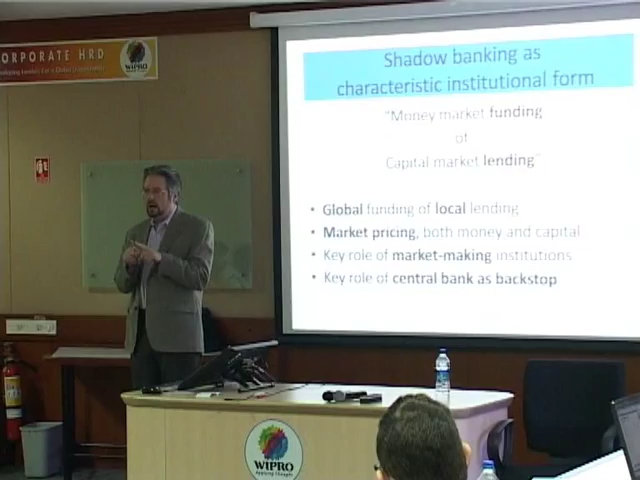 ORPORATE HRD
WIPRO
Shadow banking as
characteristic institutional form
"Money market funding
of
Capital market lending"
• Global funding of local lending
• Market pricing, both money and capital
• Key role of market-making institutions
• Key role of central bank as backstop
WIPRO
Applying Thought